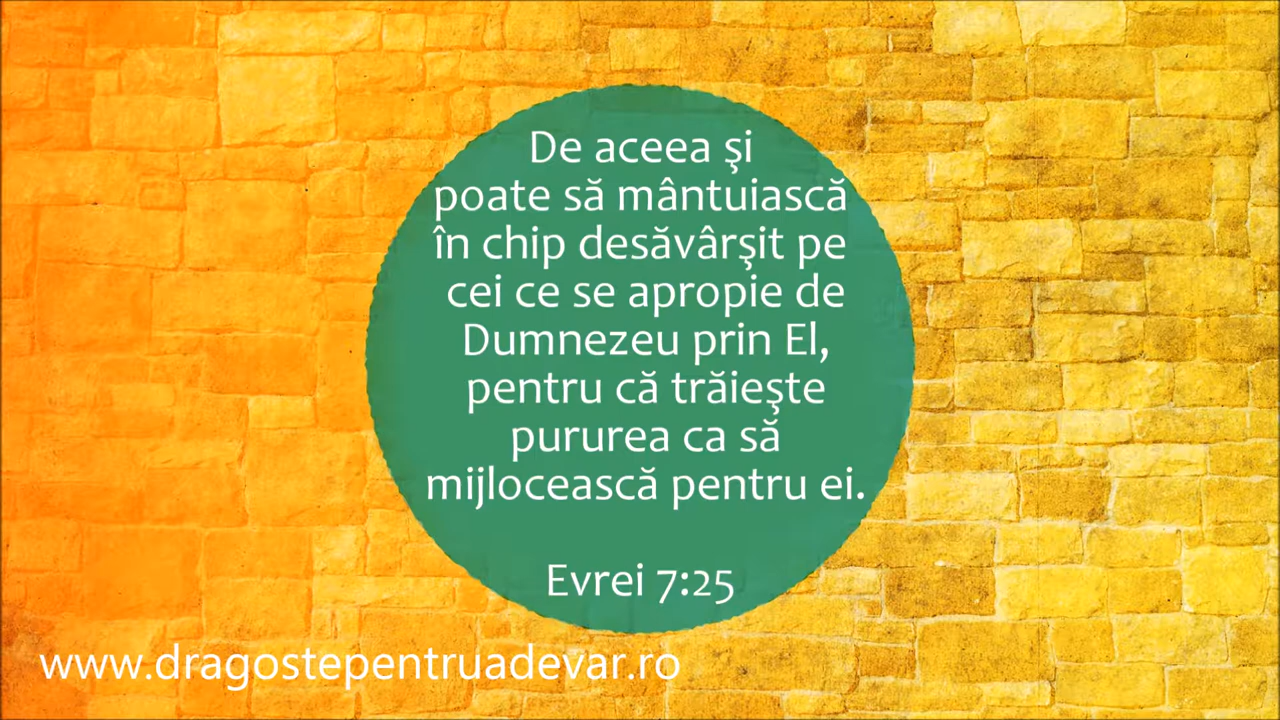 De aceea şi
poate să mântuiască
în chip desăvârşit pe
cei ce se apropie de
Dumnezeu prin El,
pentru că trăieşte
pururea ca să
mijlocească pentru ei.
Evrei 7:25
www.dragostepentruadevar.ro